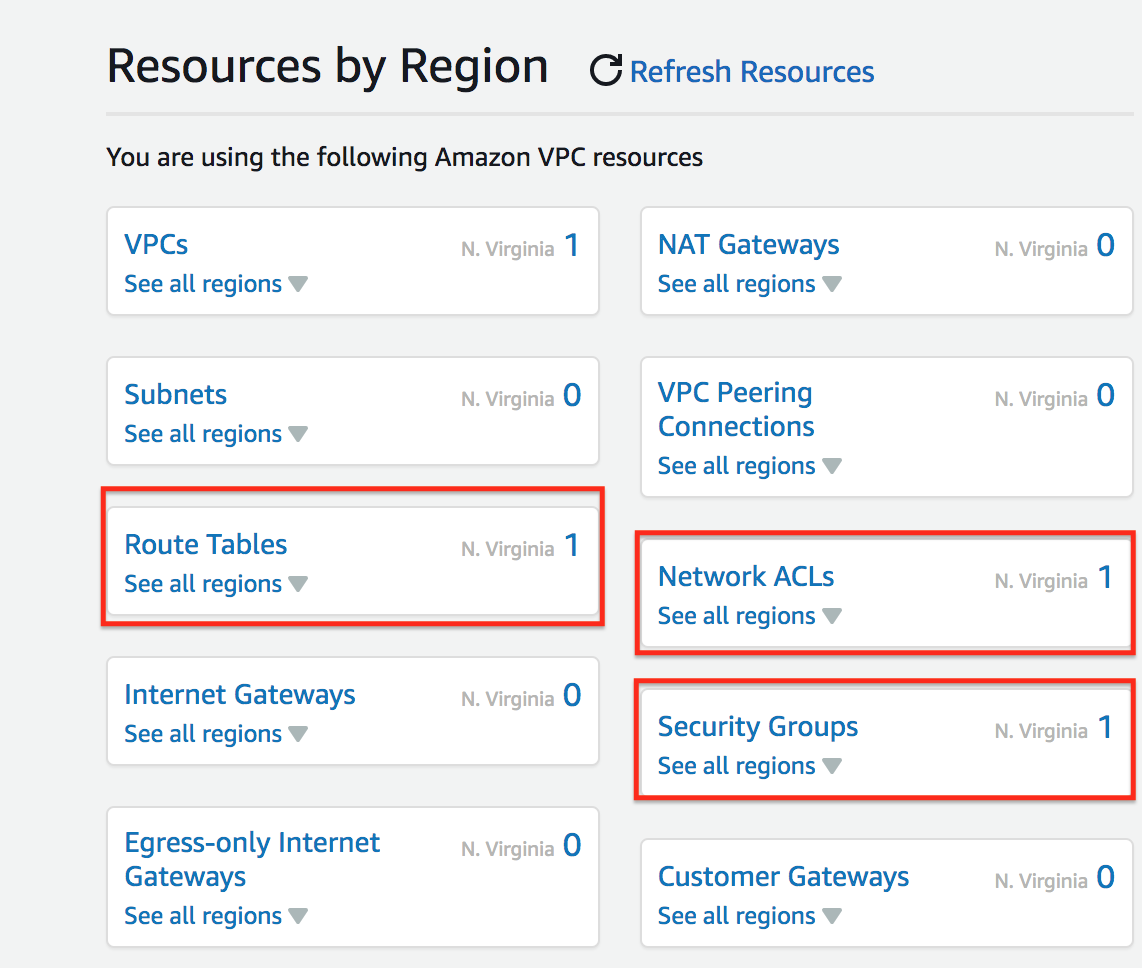 Resources by Region
Refresh Resources
You are using the following Amazon VPC resources
VPCs
N. Virginia 1
See all regions
NAT Gateways
N. Virginia 0
See all regions
Subnets
N. Virginia 0
See all regions
VPC Peering
Connections
N. Virginia 0
See all regions
Route Tables
N. Virginia 1
See all regions
Network ACLs
N. Virginia 1
See all regions
Internet Gateways
N. Virginia 0
See all regions
Security Groups
N. Virginia 1
See all regions
Egress-only Internet
Gateways
N. Virginia 0
See all regions
Customer Gateways
N. Virginia 0
See all regions